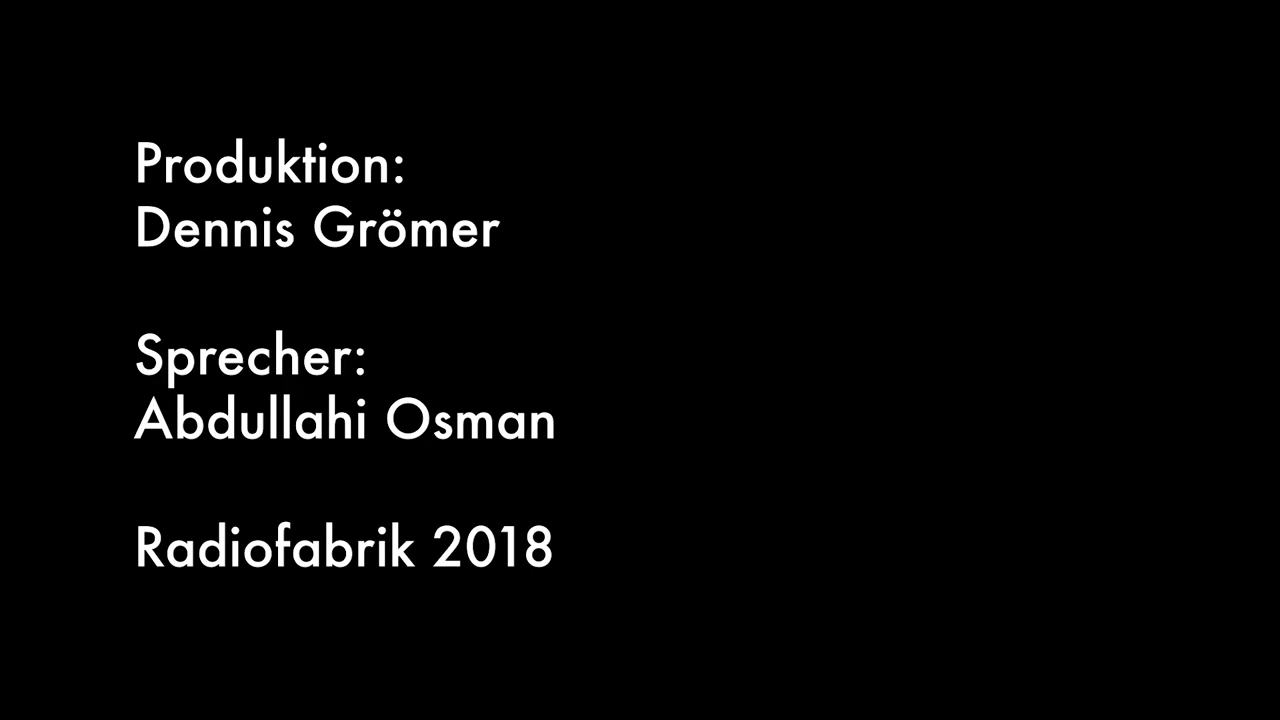 Produktion:
Dennis Grömer
Sprecher:
Abdullahi Osman
Radiofabrik 2018